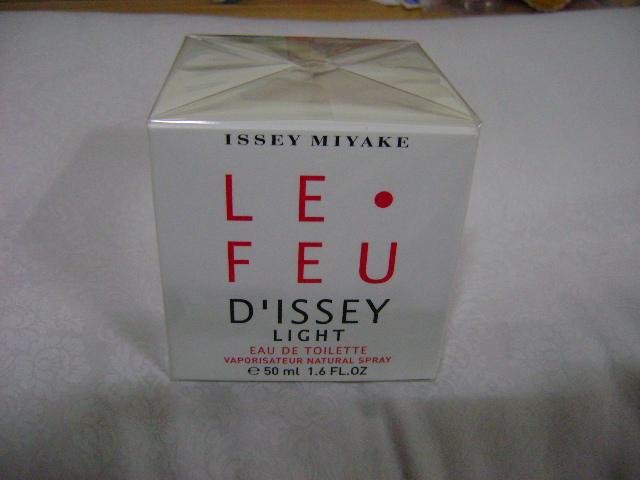 ISSEY MIYAKE
LE•
FEU
D'ISSEY
LIGHT
EAU DE TOILETTE
VAPORISATEUR NATURAL SPRAY
℮ 50 ml 1.6 FL.OZ